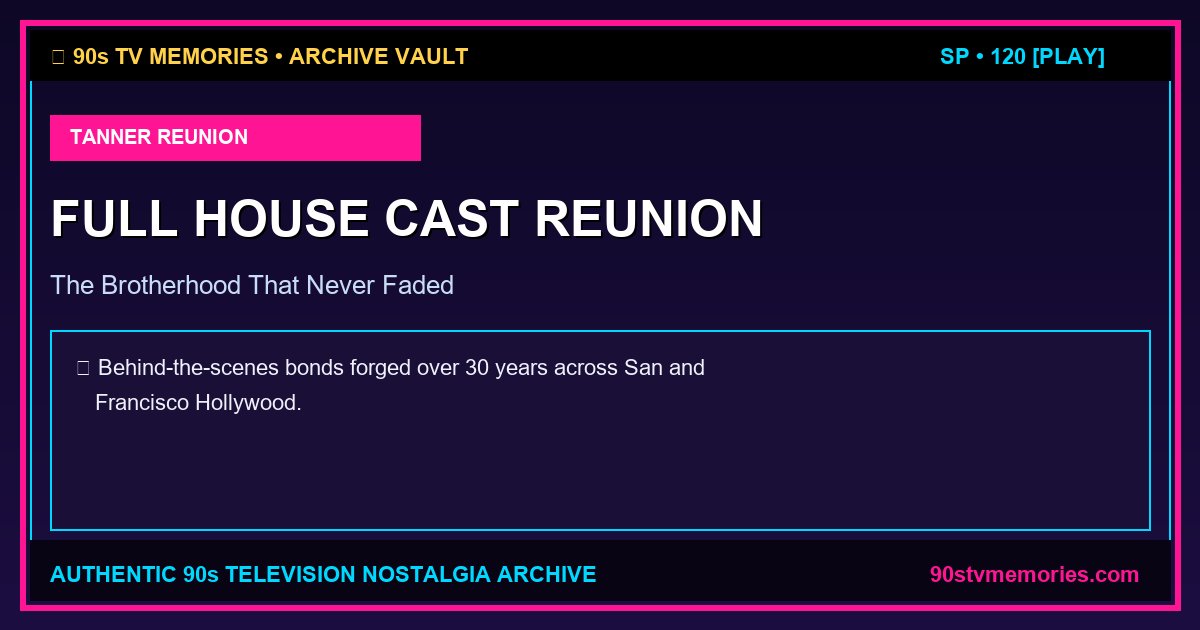 90s TV MEMORIES • ARCHIVE VAULT
SP • 120 [PLAY]
TANNER REUNION
FULL HOUSE CAST REUNION
The Brotherhood That Never Faded
Behind-the-scenes bonds forged over 30 years across San and
Francisco Hollywood.
AUTHENTIC 90s TELEVISION NOSTALGIA ARCHIVE
90stvmemories.com